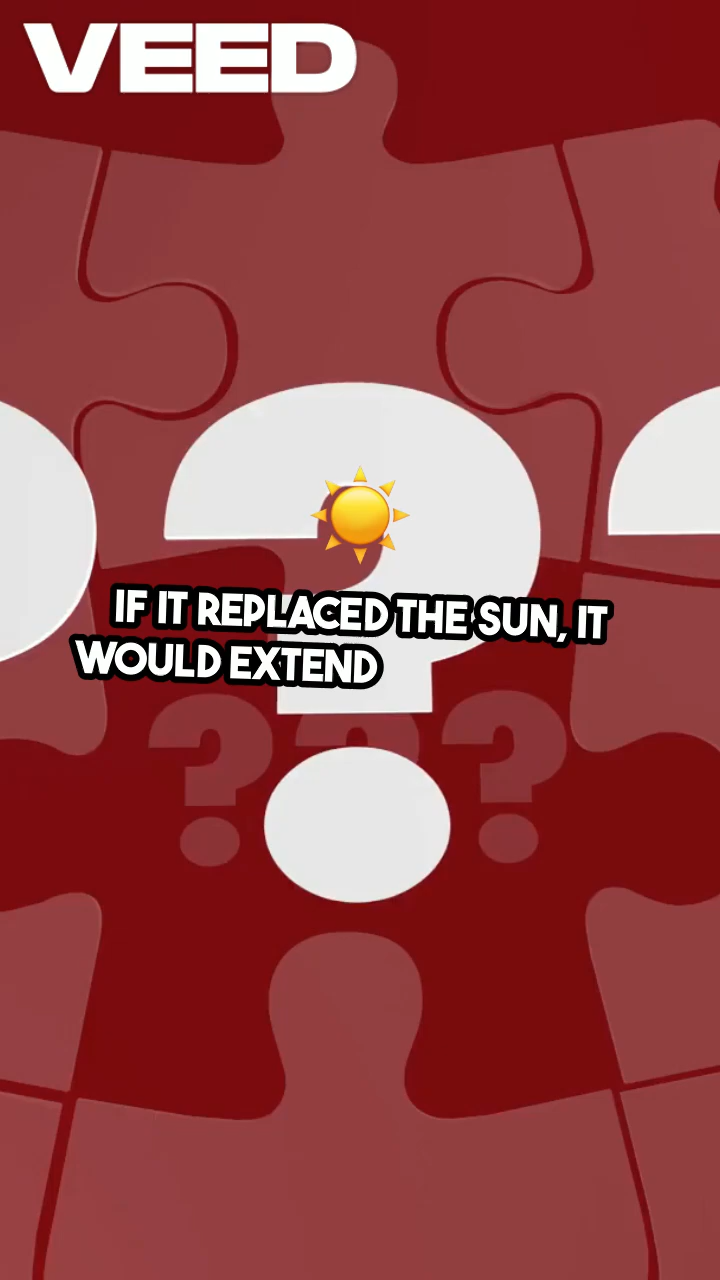 VEED
?
? ? ?
IF IT REPLACED THE SUN, IT
WOULD EXTEND